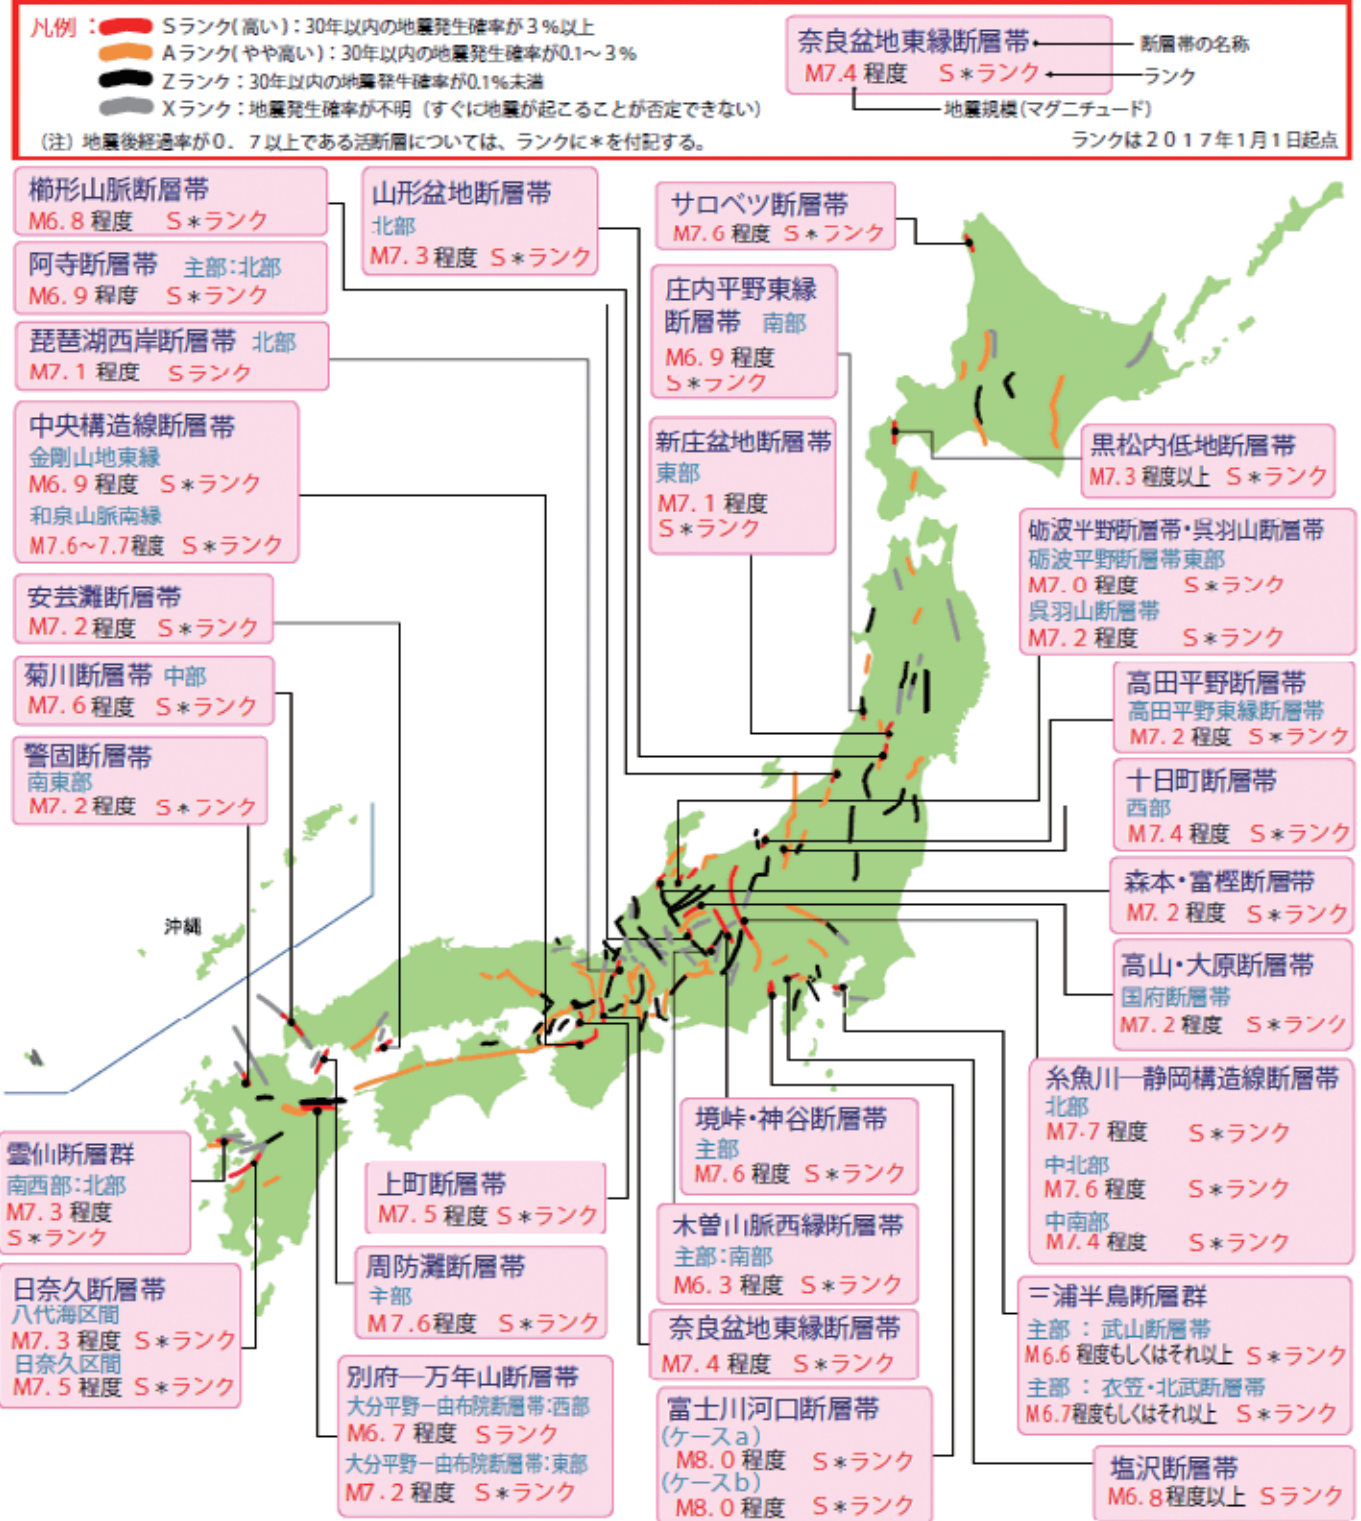 凡例：
Sランク(高い)：30年以内の地震発生確率が3%以上
Aランク(やや高い)：30年以内の地震発生確率が0.1～3%
Zランク：30年以内の地震発生確率が0.1%未満
Xランク：地震発生確率が不明（すぐに地震が起こることが否定できない）
（注）地震後経過率が0．7以上である活断層については、ランクに＊を付記する。
奈良盆地東縁断層帯
M7.4 程度 S＊ランク
断層帯の名称
ランク
地震規模(マグニチュード)
ランクは2017年1月1日起点
櫛形山脈断層帯
M6.8 程度 S＊ランク
阿寺断層帯 主部:北部
M6.9 程度 S＊ランク
琵琶湖西岸断層帯 北部
M7.1 程度 Sランク
中央構造線断層帯
金剛山地東縁
M6.9 程度 S＊ランク
和泉山脈南縁
M7.6～7.7程度 S＊ランク
安芸灘断層帯
M7.2 程度 S＊ランク
菊川断層帯 中部
M7.6 程度 S＊ランク
警固断層帯
南東部
M7.2 程度 S＊ランク
沖縄
雲仙断層群
南西部:北部
M7.3 程度
S＊ランク
日奈久断層帯
八代海区間
M7.3 程度 S＊ランク
日奈久区間
M7.5 程度 S＊ランク
山形盆地断層帯
北部
M7.3 程度 S＊ランク
サロベツ断層帯
M7.6 程度 S＊ランク
庄内平野東縁
断層帯 南部
M6.9 程度
S＊ランク
新庄盆地断層帯
東部
M7.1 程度
S＊ランク
黒松内低地断層帯
M7.3 程度以上 S＊ランク
砺波平野断層帯・呉羽山断層帯
砺波平野断層帯東部
M7.0 程度 S＊ランク
呉羽山断層帯
M7.2 程度 S＊ランク
高田平野断層帯
高田平野東縁断層帯
M7.2 程度 S＊ランク
十日町断層帯
西部
M7.4 程度 S＊ランク
森本・富樫断層帯
M7.2 程度 S＊ランク
高山・大原断層帯
国府断層帯
M7.2 程度 S＊ランク
糸魚川―静岡構造線断層帯
北部
M7.7 程度 S＊ランク
中北部
M7.6 程度 S＊ランク
中南部
M7.4 程度 S＊ランク
境峠・神谷断層帯
主部
M7.6 程度 S＊ランク
上町断層帯
M7.5 程度 S＊ランク
木曽山脈西縁断層帯
主部:南部
M6.3 程度 S＊ランク
周防灘断層帯
主部
M7.6程度 S＊ランク
奈良盆地東縁断層帯
M7.4 程度 S＊ランク
別府―万年山断層帯
大分平野－由布院断層帯:西部
M6.7 程度 Sランク
大分平野－由布院断層帯:東部
M7.2 程度 S＊ランク
富士川河口断層帯
(ケースa)
M8.0 程度 S＊ランク
(ケースb)
M8.0 程度 S＊ランク
三浦半島断層群
主部 : 武山断層帯
M6.6 程度もしくはそれ以上 S＊ランク
主部 : 衣笠・北武断層帯
M6.7程度もしくはそれ以上 S＊ランク
塩沢断層帯
M6.8程度以上 Sランク